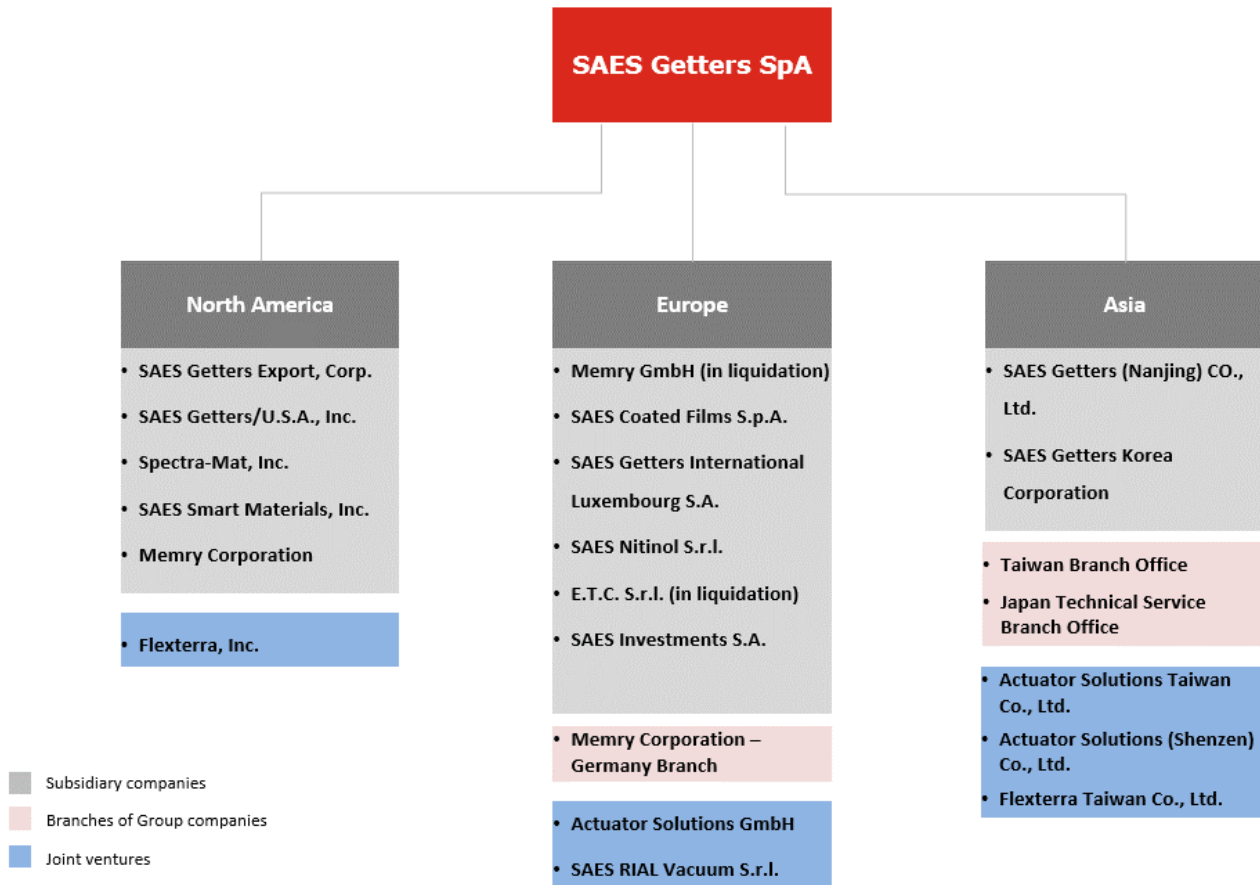 SAES Getters SpA
North America
• SAES Getters Export, Corp.
• SAES Getters/U.S.A., Inc.
• Spectra-Mat, Inc.
• SAES Smart Materials, Inc.
• Memry Corporation
• Flexterra, Inc.
Europe
• Memry GmbH (in liquidation)
• SAES Coated Films S.p.A.
• SAES Getters International
Luxembourg S.A.
• SAES Nitinol S.r.l.
• E.T.C. S.r.l. (in liquidation)
• SAES Investments S.A.
• Memry Corporation –
Germany Branch
• Actuator Solutions GmbH
• SAES RIAL Vacuum S.r.l.
Asia
• SAES Getters (Nanjing) CO.,
Ltd.
• SAES Getters Korea
Corporation
• Taiwan Branch Office
• Japan Technical Service
Branch Office
• Actuator Solutions Taiwan
Co., Ltd.
• Actuator Solutions (Shenzen)
Co., Ltd.
• Flexterra Taiwan Co., Ltd.
Subsidiary companies
Branches of Group companies
Joint ventures